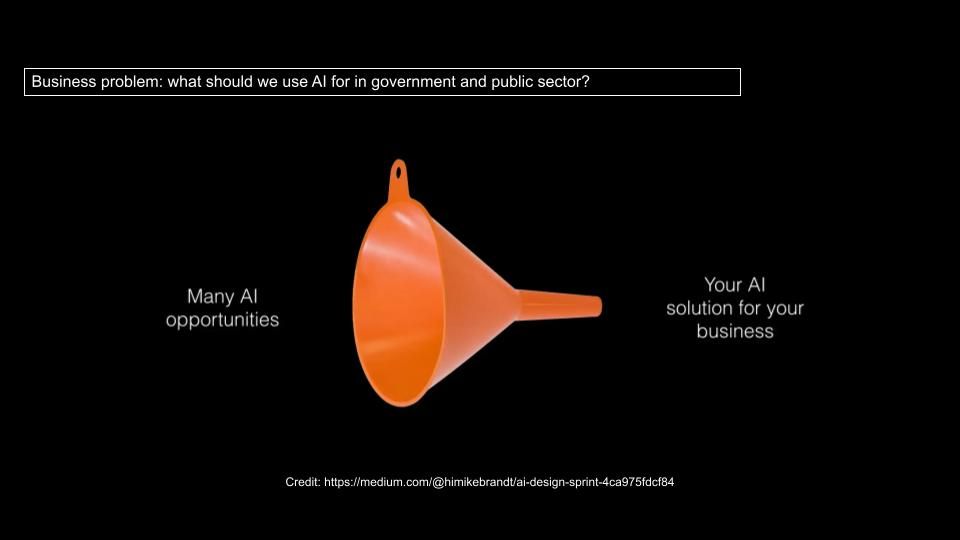 Business problem: what should we use AI for in government and public sector?
Many AI
opportunities
Your AI
solution for your
business
Credit: https://medium.com/@himikebrandt/ai-design-sprint-4ca975fdcf84